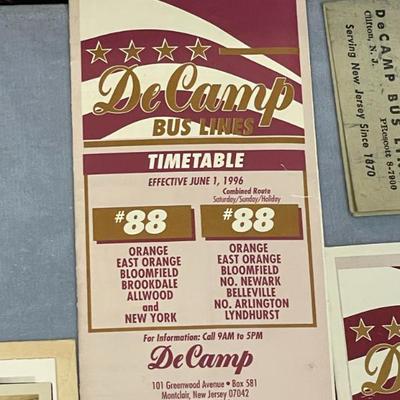 DeCamp
BUS LINES
TIMETABLE
EFFECTIVE JUNE 1, 1996
Combined Route
Saturday/Sunday/Holiday
#88
ORANGE
EAST ORANGE
BLOOMFIELD
BROOKDALE
ALLWOOD
and
NEW YORK
#88
ORANGE
EAST ORANGE
BLOOMFIELD
NO. NEWARK
BELLEVILLE
NO. ARLINGTON
LYNDHURST
For Information: Call 9AM to 5PM
DeCamp
101 Greenwood Avenue • Box 581
Montclair, New Jersey 07042
DeCAMP BUS LIN
Clifton, N. J.
PRescott 8-7900
Serving New Jersey Since 1870
De